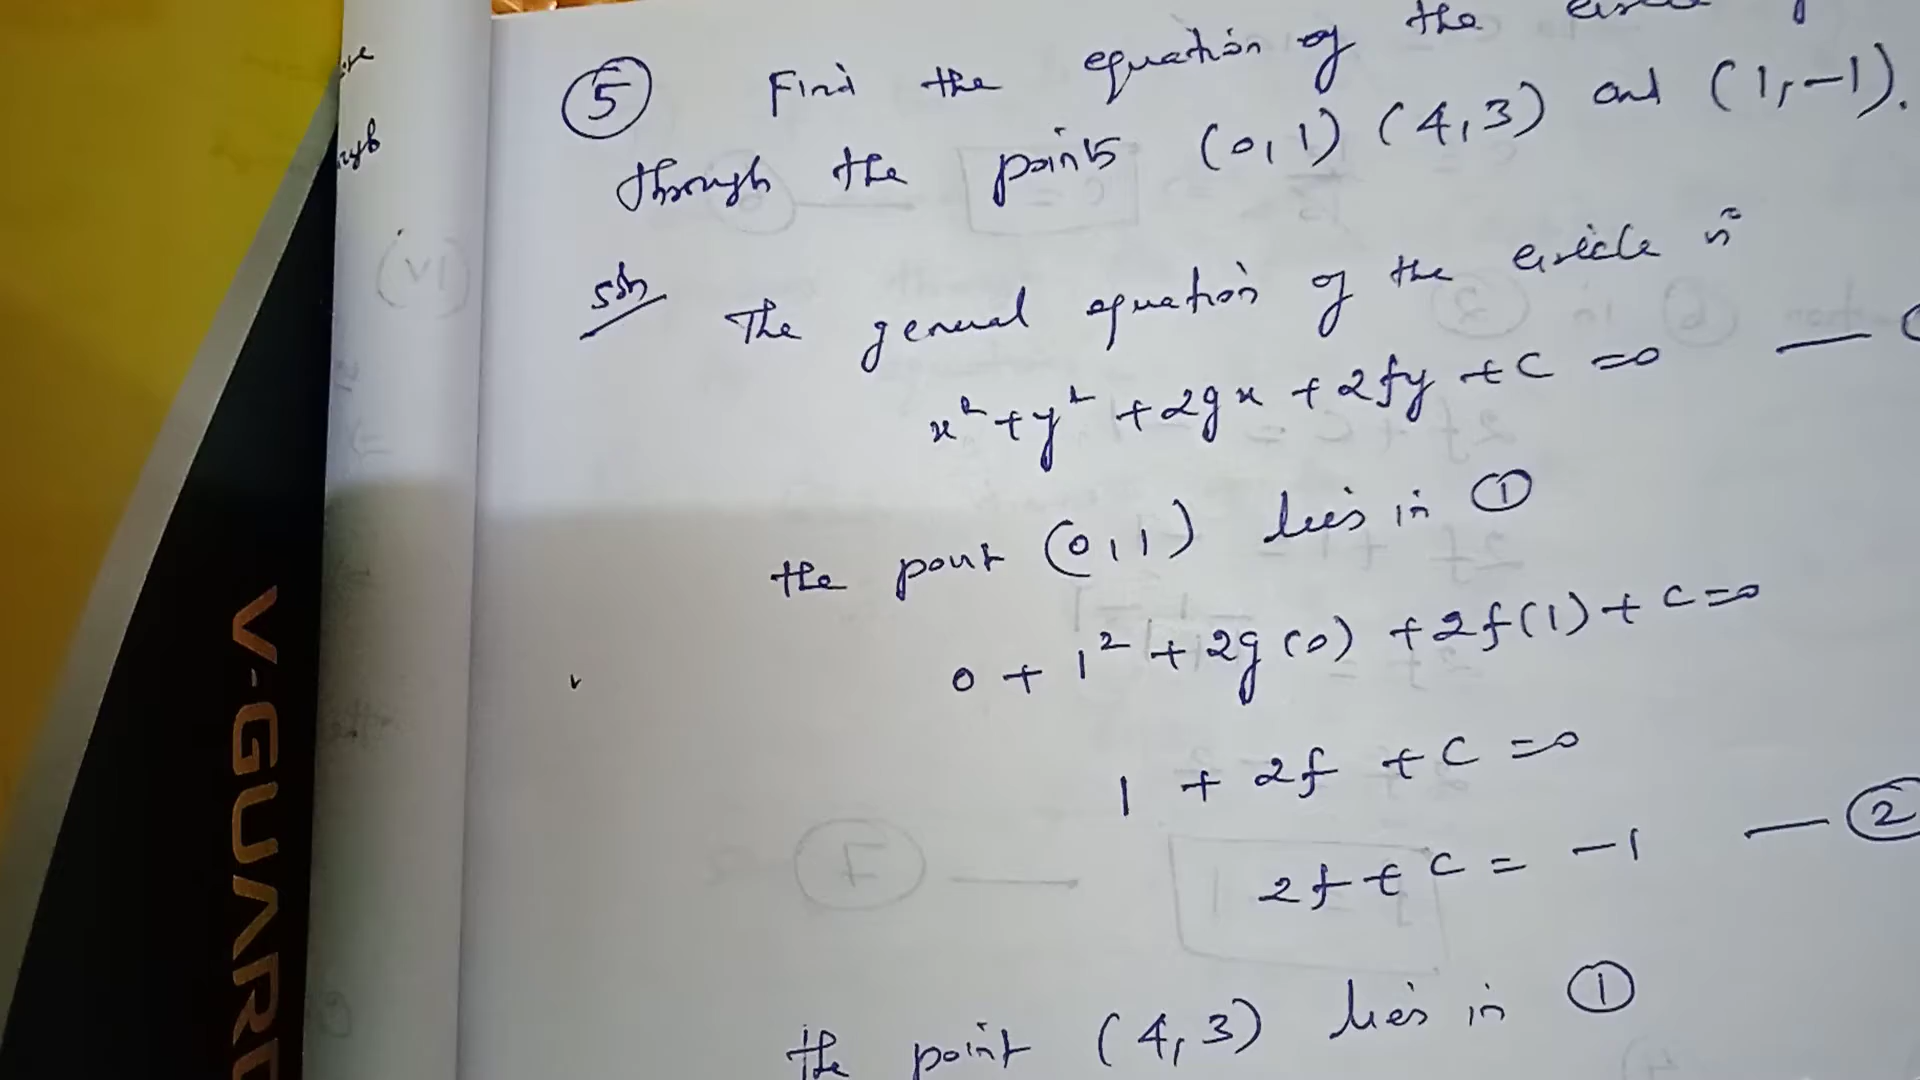 5 Find the equation of the
through the points (0,1) (4,3) and (1,-1).
Soln The general equation of the circle is
x² + y² + 2gx + 2fy + c = 0 —
the point (0,1) lies in ①
0 + 1² + 2g(0) + 2f(1) + c = 0
1 + 2f + c = 0
2f + c = -1 — ②
the point (4,3) lies in ①
V-GUARD